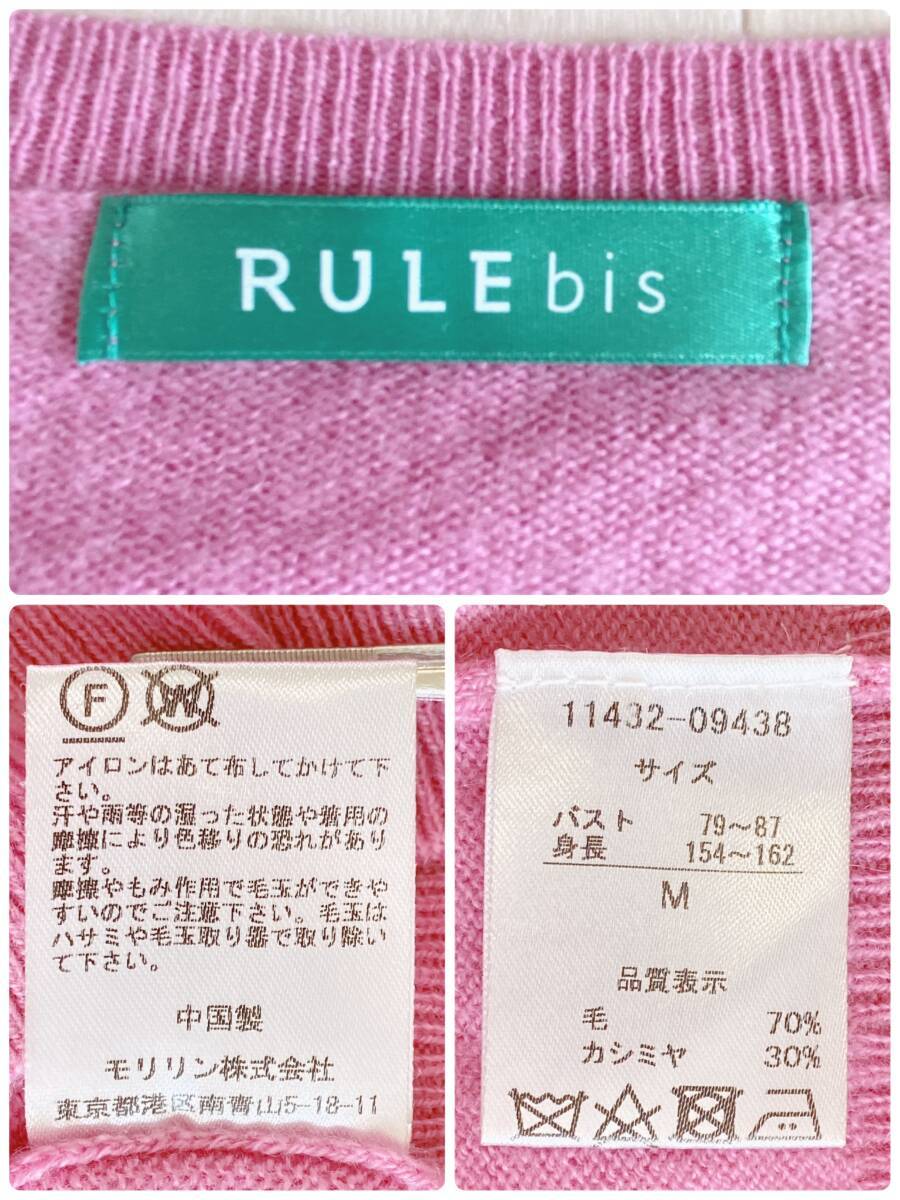 RULE bis
F W
アイロンはあて布してかけて下
さい。
汗や雨等の湿った状態や着用の
摩擦により色移りの恐れがあり
ます。
摩擦やもみ作用で毛玉ができや
すいのでご注意下さい。毛玉は
ハサミや毛玉取り器で取り除い
て下さい。
中国製
モリリン株式会社
東京都港区南青山5-18-11
11432-09438
サイズ
バスト 79〜87
身長 154〜162
M
品質表示
毛 70%
カシミヤ 30%